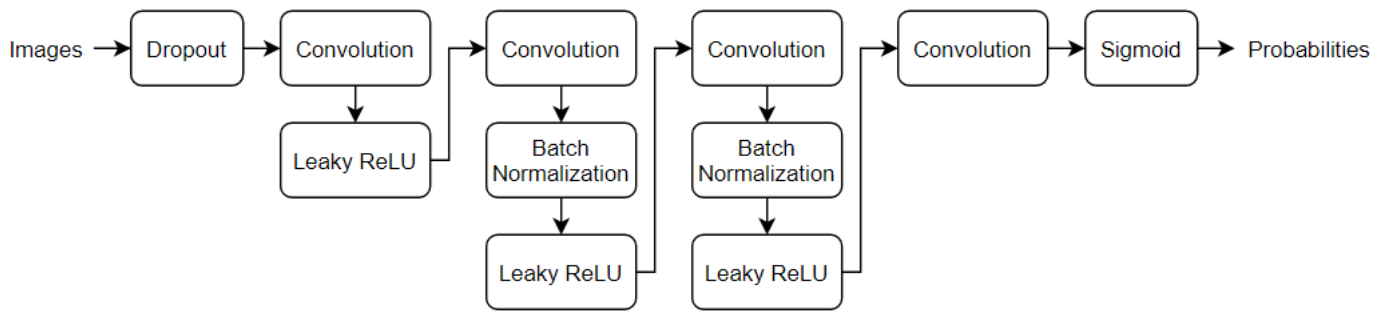 Images
Dropout
Convolution
Leaky ReLU
Convolution
Batch
Normalization
Leaky ReLU
Convolution
Batch
Normalization
Leaky ReLU
Convolution
Sigmoid
Probabilities